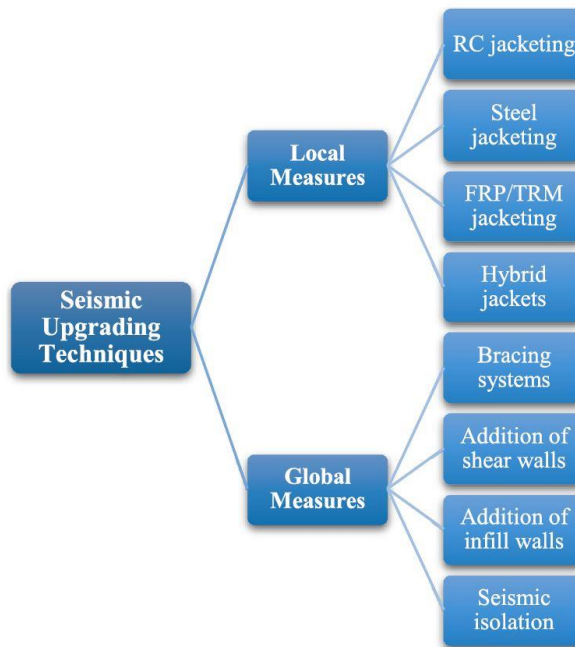 Seismic
Upgrading
Techniques
Local
Measures
RC jacketing
Steel
jacketing
FRP/TRM
jacketing
Hybrid
jackets
Global
Measures
Bracing
systems
Addition of
shear walls
Addition of
infill walls
Seismic
isolation